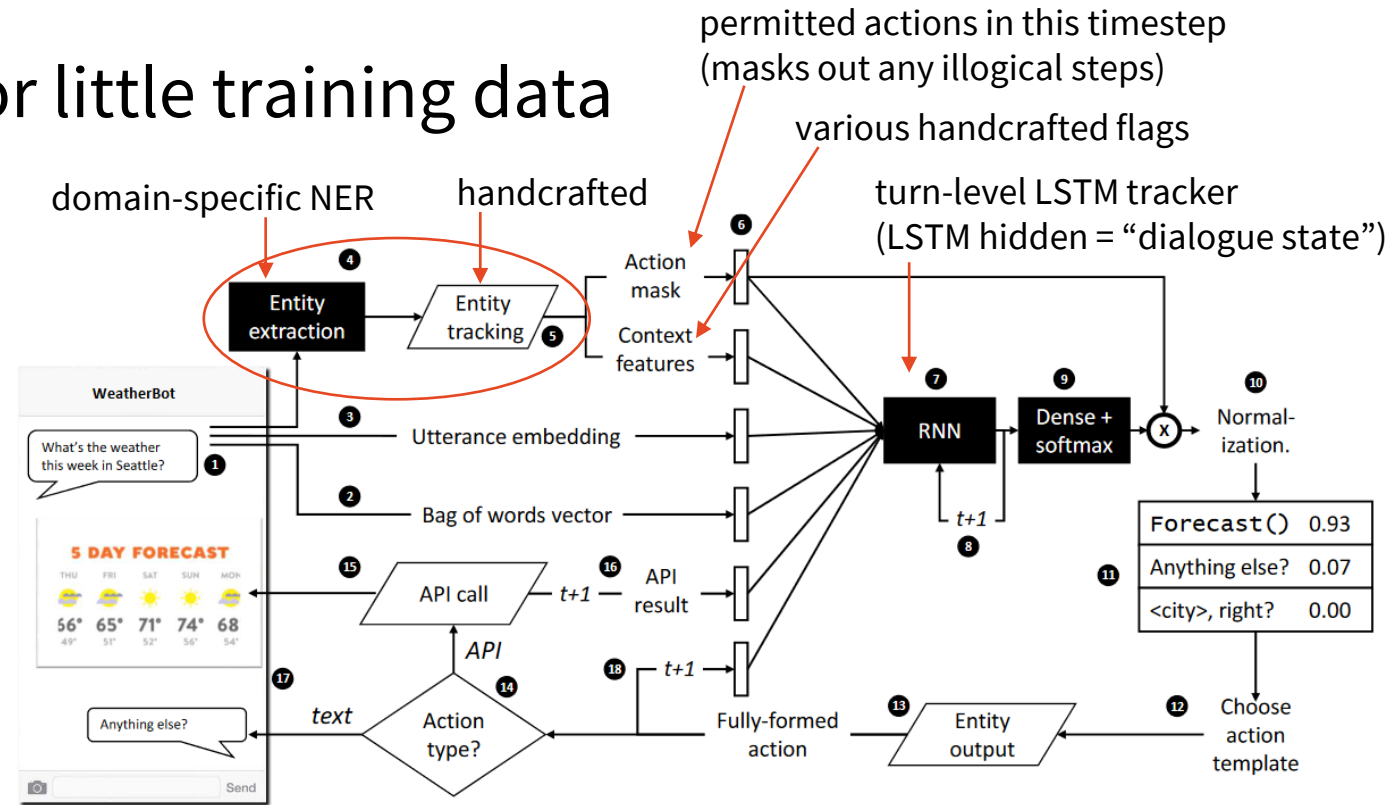 permitted actions in this timestep
(masks out any illogical steps)
or little training data
various handcrafted flags
domain-specific NER
handcrafted
turn-level LSTM tracker
(LSTM hidden = “dialogue state”)
6
4
Action
mask
Entity
extraction
Entity
tracking
5
Context
features
7
9
10
WeatherBot
What's the weather
this week in Seattle?
1
3
Utterance embedding
RNN
Dense +
softmax
X
Normal-
ization.
2
Bag of words vector
t+1
8
Forecast() 0.93
Anything else? 0.07
<city>, right? 0.00
11
5 DAY FORECAST
THU FRI SAT SUN MON
66° 65° 71° 74° 68
49° 51° 52° 56° 54°
15
API call
t+1
16
API
result
API
18
t+1
17
14
text
Action
type?
Fully-formed
action
13
Entity
output
12
Choose
action
template
Anything else?
Send